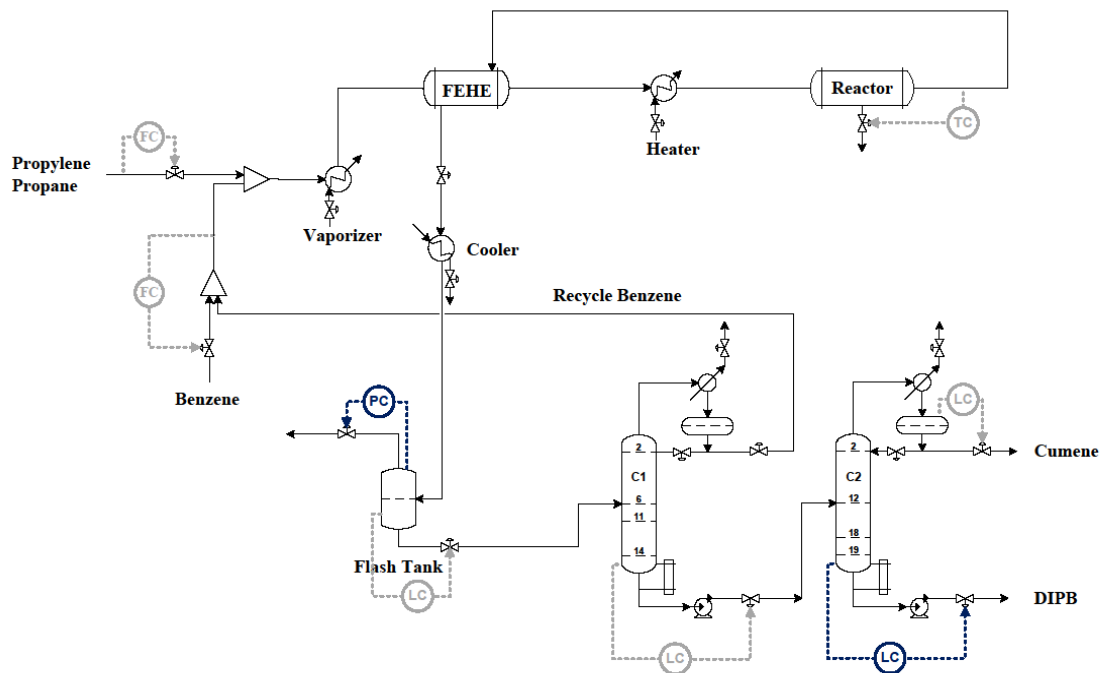 FEHE
Reactor
FC
TC
Heater
Propylene
Propane
Vaporizer
Cooler
FC
Recycle Benzene
Benzene
PC
LC
2
2
Cumene
C1
C2
6
12
11
18
14
19
Flash Tank
LC
DIPB
LC
LC